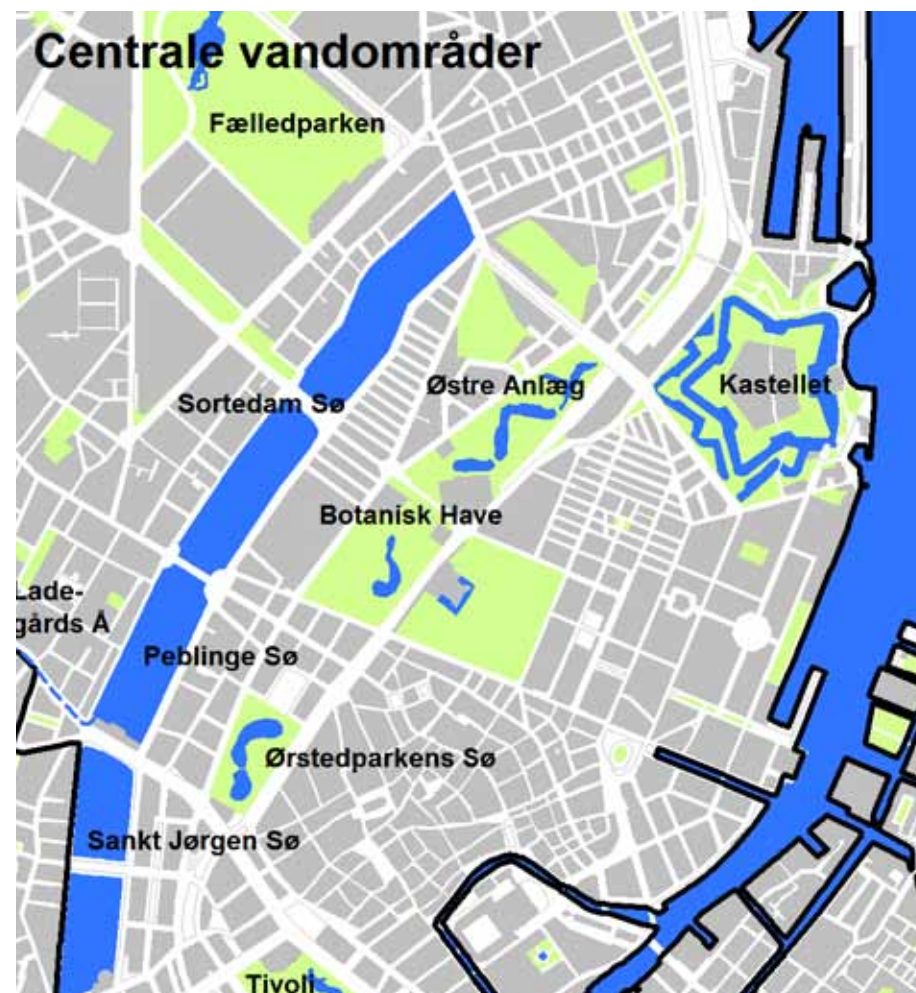 Centrale vandområder
Fælledparken
Østre Anlæg
Kastellet
Sortedam Sø
Botanisk Have
Lade-
gårds Å
Peblinge Sø
Ørstedparkens Sø
Sankt Jørgen Sø
Tivoli